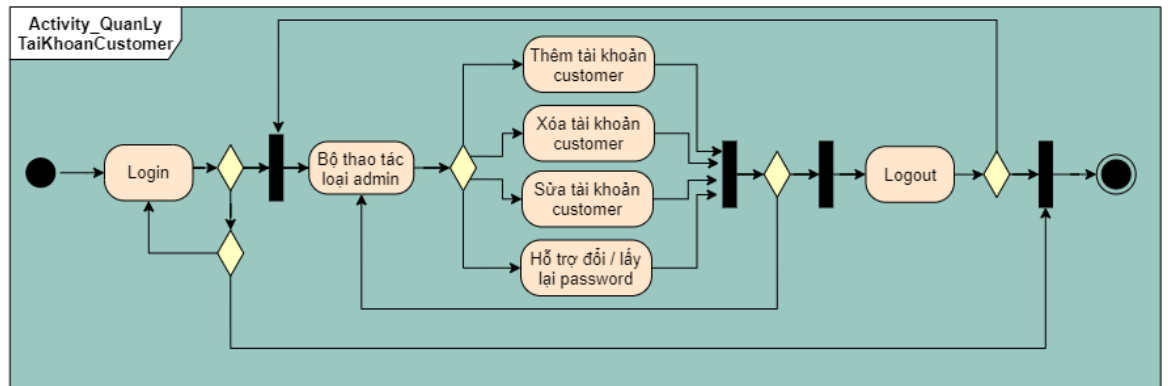 Activity_QuanLy
TaiKhoanCustomer
Login
Bộ thao tác
loại admin
Thêm tài khoản
customer
Xóa tài khoản
customer
Sửa tài khoản
customer
Hỗ trợ đổi / lấy
lại password
Logout